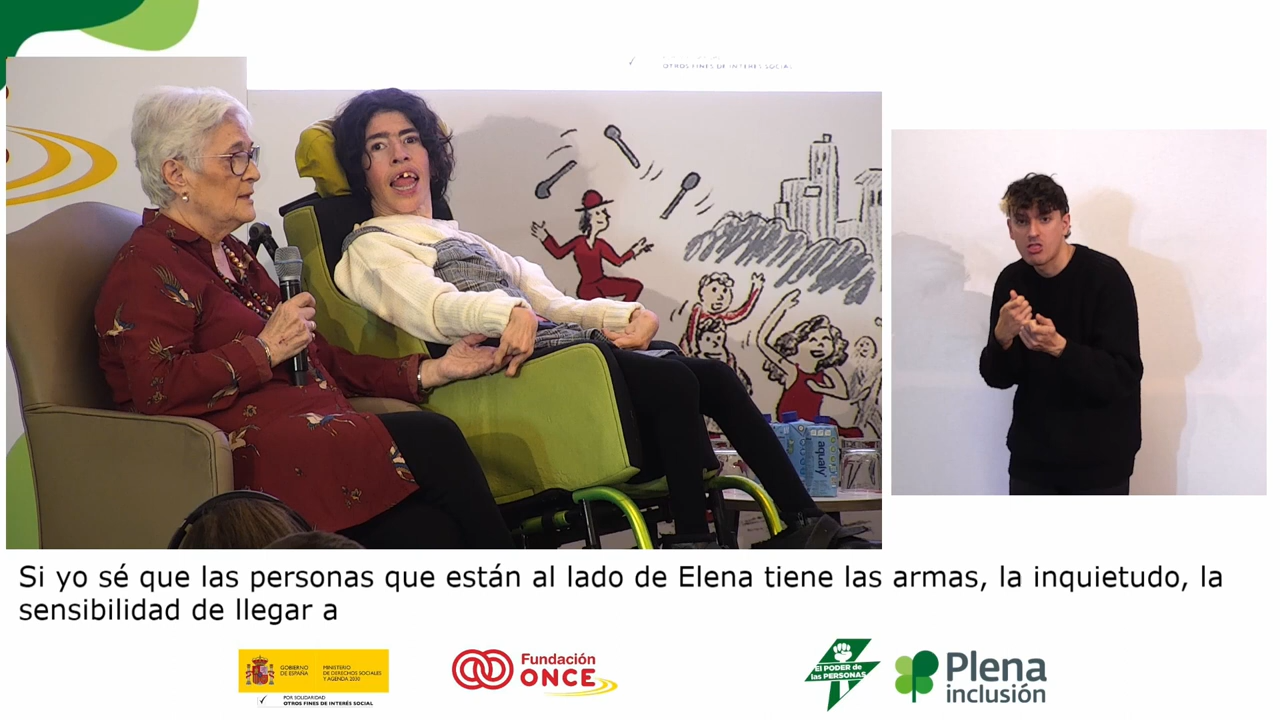 OTROS FINES DE INTERÉS SOCIAL
aqualy
Si yo sé que las personas que están al lado de Elena tiene las armas, la inquietudo, la
sensibilidad de llegar a
GOBIERNO
DE ESPAÑA
MINISTERIO
DE DERECHOS SOCIALES
Y AGENDA 2030
POR SOLIDARIDAD
OTROS FINES DE INTERÉS SOCIAL
Fundación
ONCE
El PODER de
las PERSONAS
Plena
inclusión